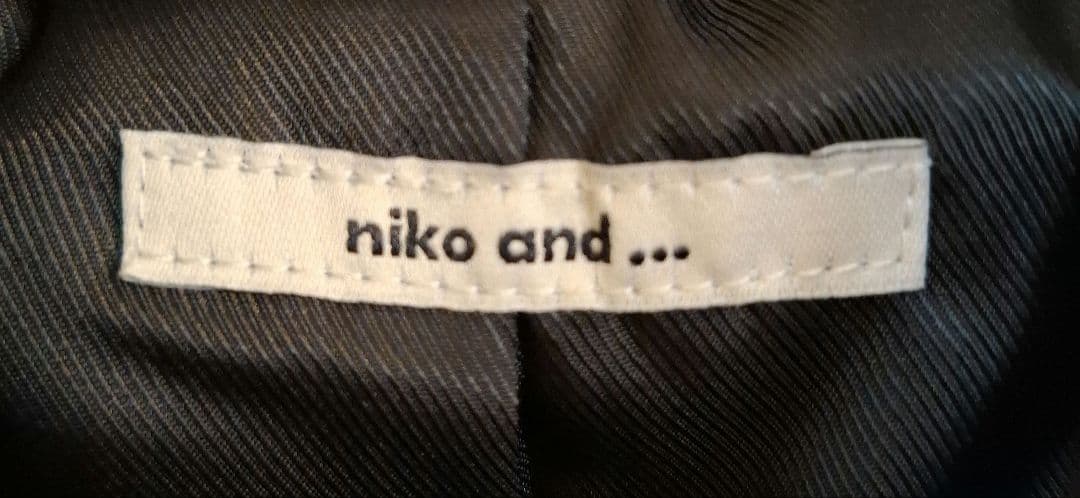 niko and ...